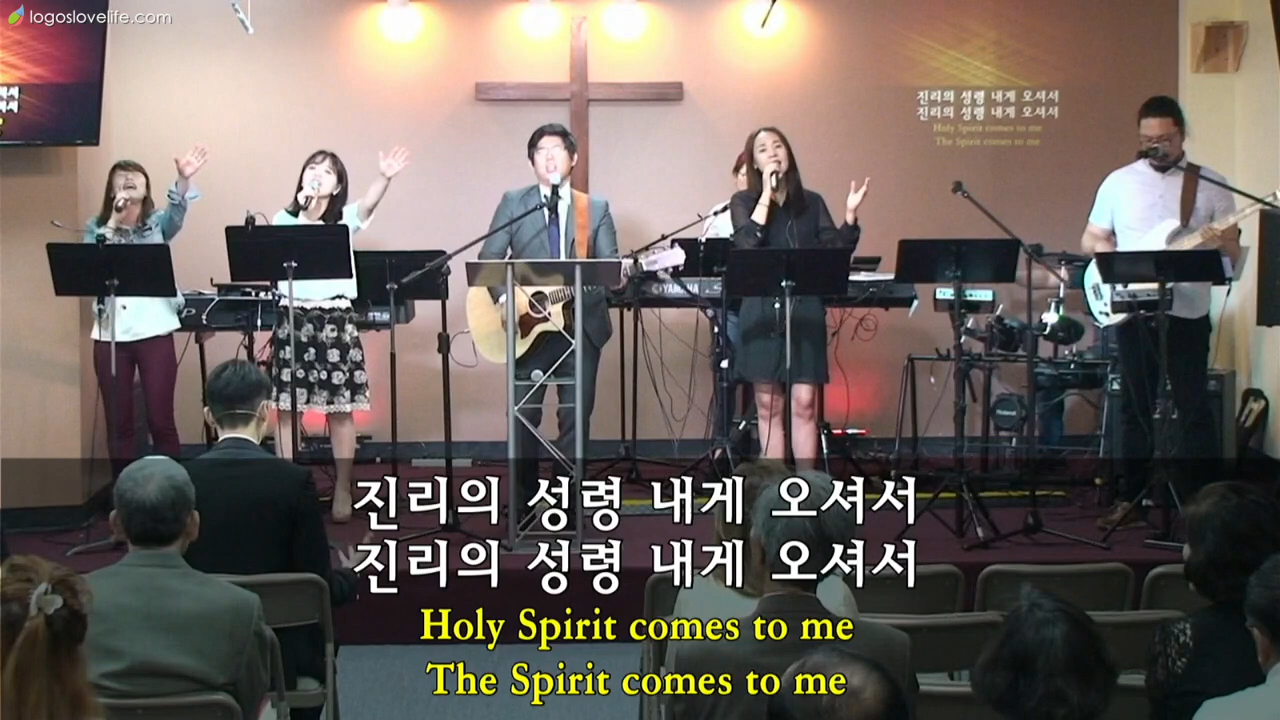 logoslovelife.com
진리의 성령 내게 오셔서
진리의 성령 내게 오셔서
Holy Spirit comes to me
The Spirit comes to me
YAMAHA
Roland
진리의 성령 내게 오셔서
진리의 성령 내게 오셔서
Holy Spirit comes to me
The Spirit comes to me